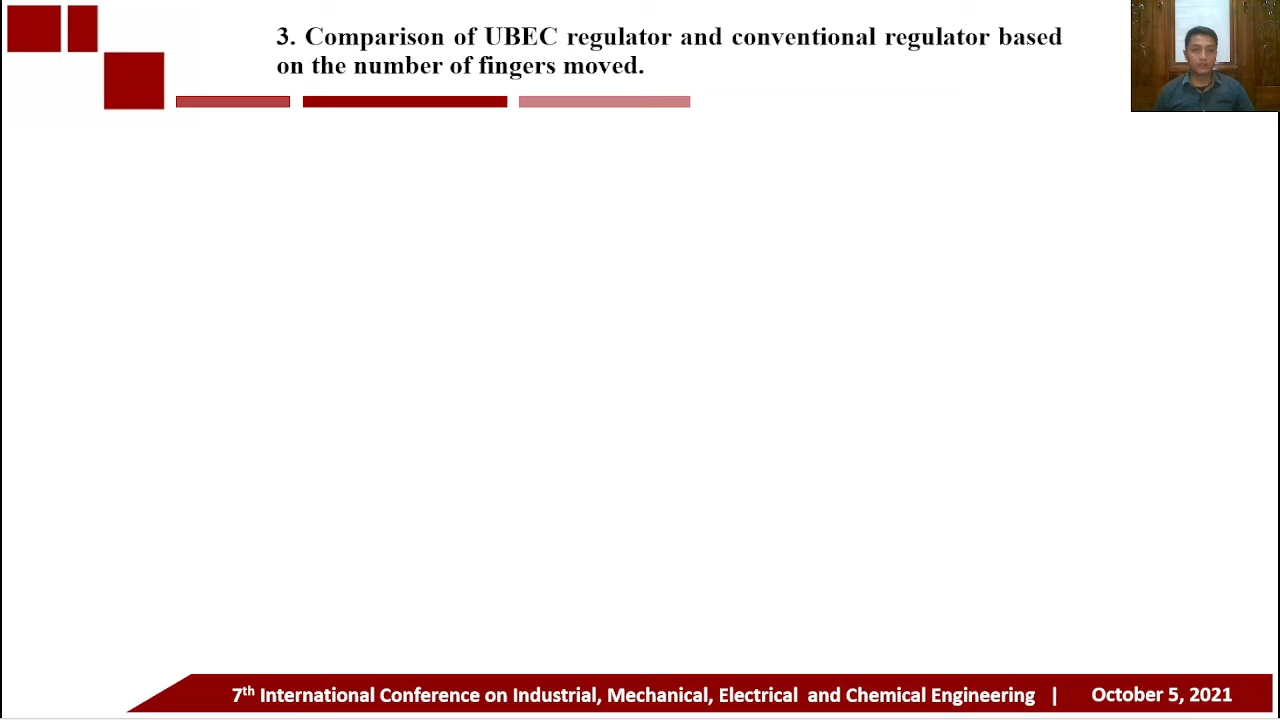 3. Comparison of UBEC regulator and conventional regulator based
on the number of fingers moved.
7th International Conference on Industrial, Mechanical, Electrical and Chemical Engineering | October 5, 2021